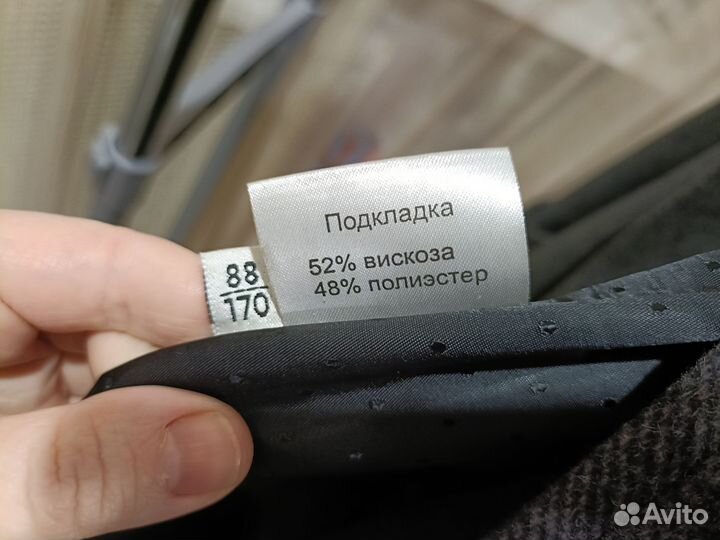 Подкладка
52% вискоза
48% полиэстер
88
170
Avito